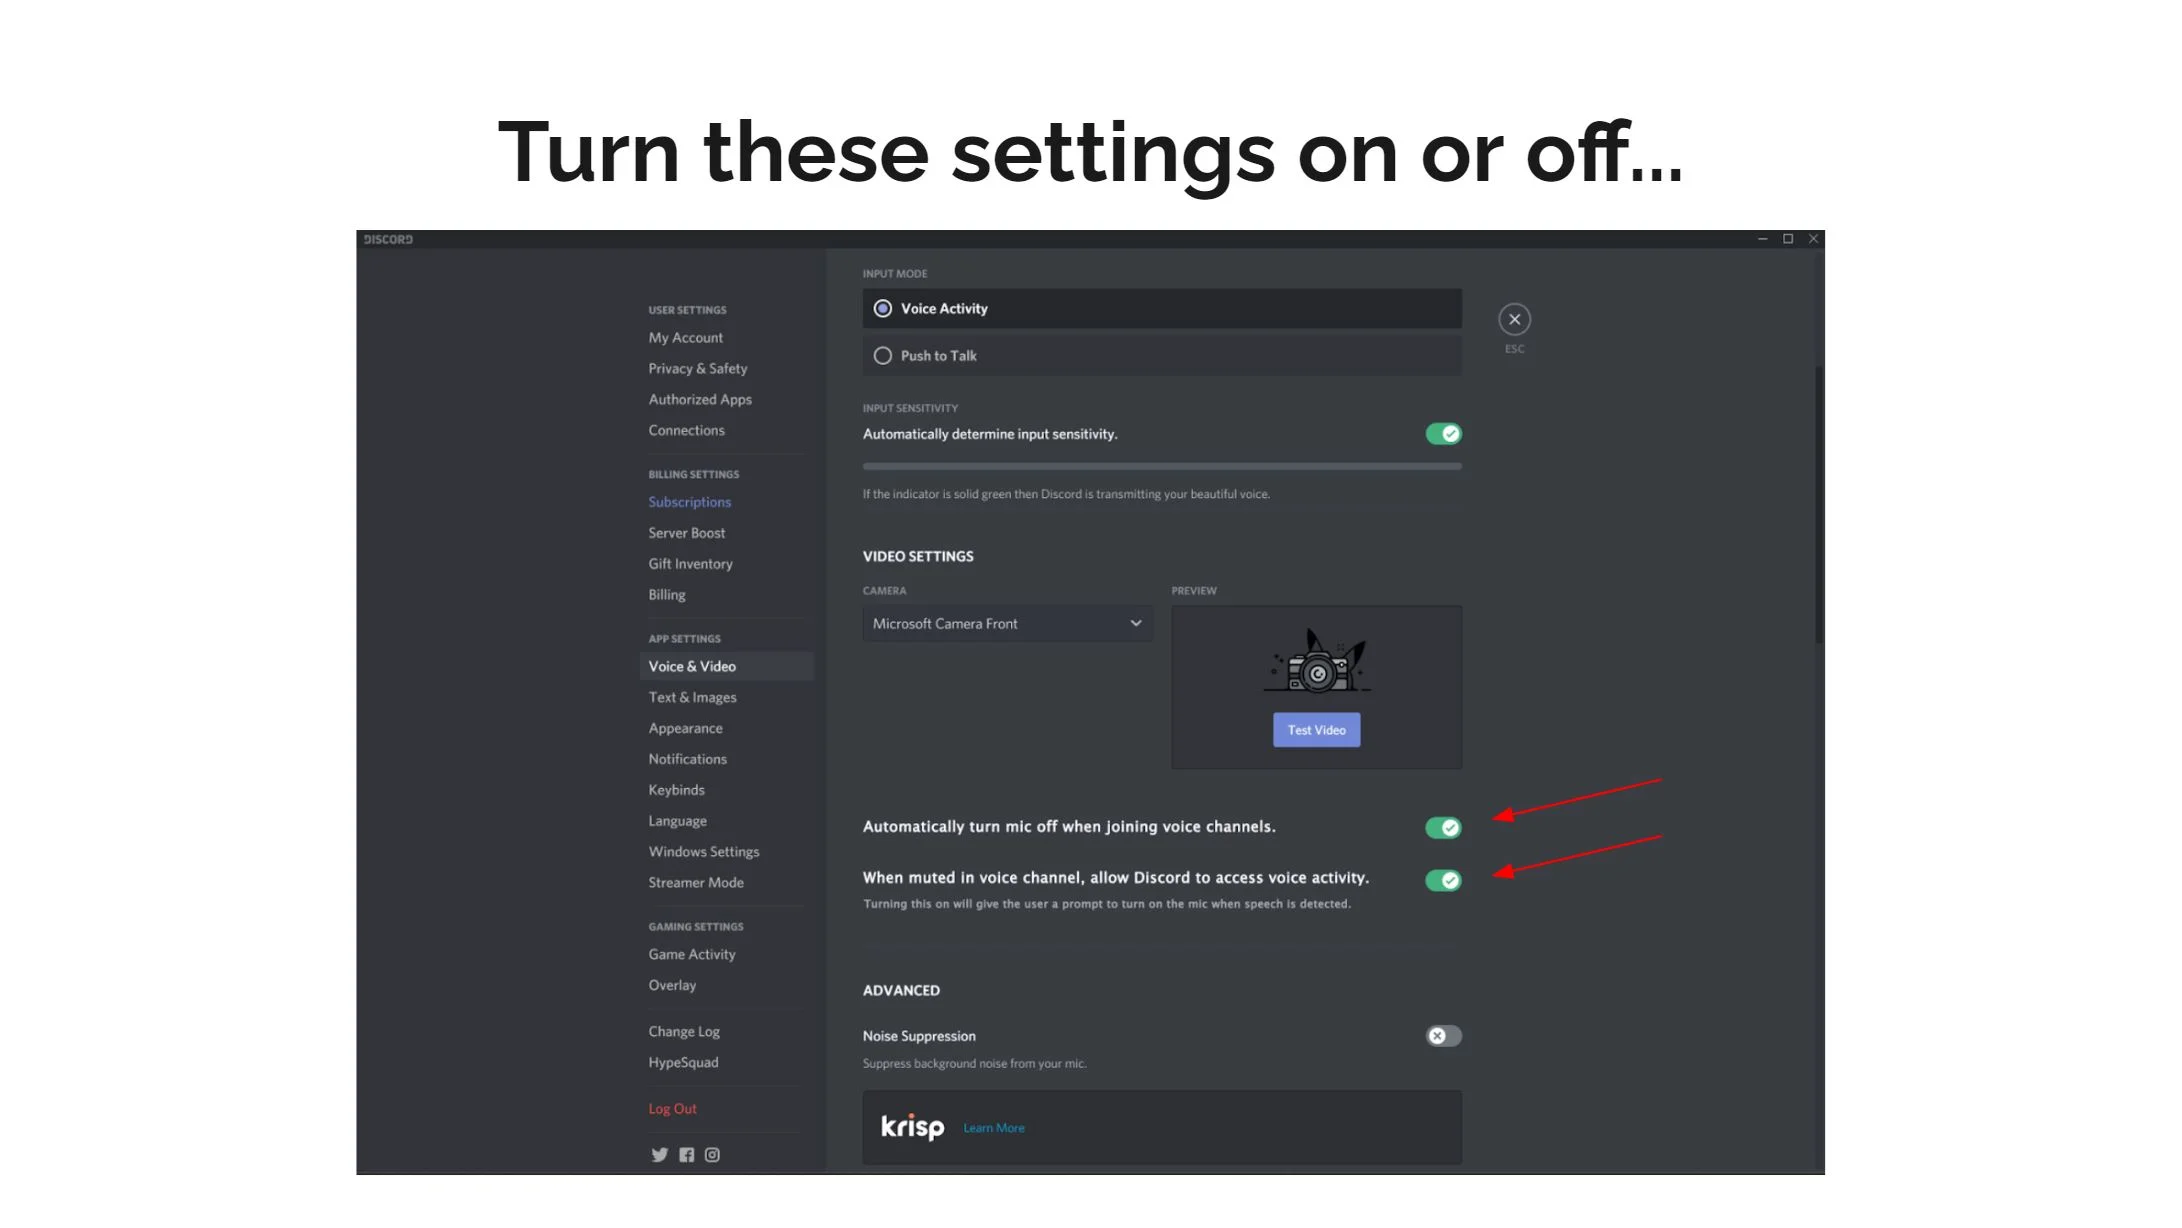 Turn these settings on or off...
DISCORD
USER SETTINGS
My Account
Privacy & Safety
Authorized Apps
Connections
BILLING SETTINGS
Subscriptions
Server Boost
Gift Inventory
Billing
APP SETTINGS
Voice & Video
Text & Images
Appearance
Notifications
Keybinds
Language
Windows Settings
Streamer Mode
GAMING SETTINGS
Game Activity
Overlay
Change Log
HypeSquad
Log Out
INPUT MODE
Voice Activity
Push to Talk
ESC
INPUT SENSITIVITY
Automatically determine input sensitivity.
If the indicator is solid green then Discord is transmitting your beautiful voice.
VIDEO SETTINGS
CAMERA
Microsoft Camera Front
PREVIEW
Test Video
Automatically turn mic off when joining voice channels.
When muted in voice channel, allow Discord to access voice activity.
Turning this on will give the user a prompt to turn on the mic when speech is detected.
ADVANCED
Noise Suppression
Suppress background noise from your mic.
krisp Learn More